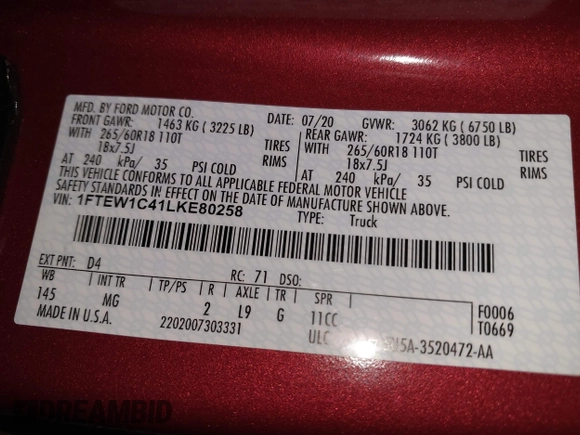 MFD. BY FORD MOTOR CO.
DATE: 07/20 GVWR: 3062 KG ( 6750 LB)
FRONT GAWR: 1463 KG ( 3225 LB) REAR GAWR: 1724 KG ( 3800 LB)
WITH 265/60R18 110T TIRES WITH 265/60R18 110T TIRES
18x7.5J RIMS 18x7.5J RIMS
AT 240 kPa/ 35 PSI COLD AT 240 kPa/ 35 PSI COLD
THIS VEHICLE CONFORMS TO ALL APPLICABLE FEDERAL MOTOR VEHICLE
SAFETY STANDARDS IN EFFECT ON THE DATE OF MANUFACTURE SHOWN ABOVE.
VIN: 1FTEW1C41LKE80258 TYPE: Truck
EXT PNT: D4 RC: 71 DSO:
WB INT TR TP/PS R AXLE TR SPR F0006
145 MG 2 L9 G 11CC T0669
MADE IN U.S.A. 2202007303331 ULC 5A-3520472-AA
DREAMBID